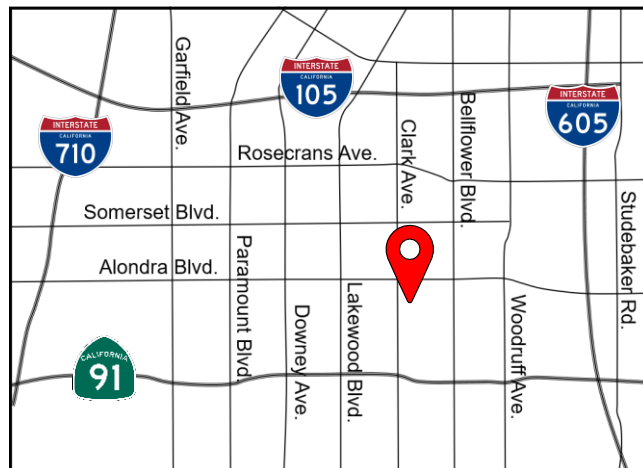 Garfield Ave.
INTERSTATE
CALIFORNIA
105
INTERSTATE
CALIFORNIA
605
INTERSTATE
CALIFORNIA
710
Rosecrans Ave.
Clark Ave.
Bellflower Blvd.
Somerset Blvd.
Studebaker Rd.
Alondra Blvd.
Paramount Blvd.
Downey Ave.
Lakewood Blvd.
Woodruff Ave.
CALIFORNIA
91